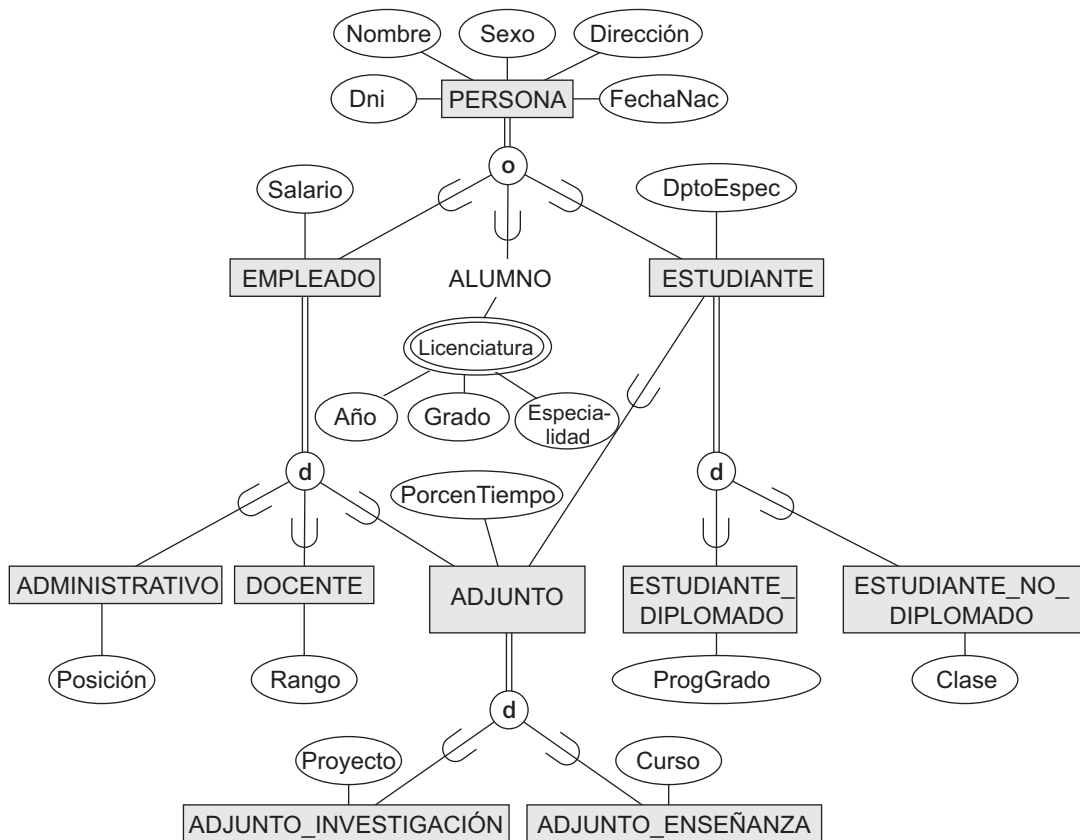 Nombre
Sexo
Dirección
Dni
PERSONA
FechaNac
o
Salario
DptoEspec
EMPLEADO
ALUMNO
ESTUDIANTE
Licenciatura
Año
Grado
Especia-
lidad
d
d
PorcenTiempo
ADMINISTRATIVO
DOCENTE
ADJUNTO
ESTUDIANTE_
DIPLOMADO
ESTUDIANTE_NO_
DIPLOMADO
Posición
Rango
ProgGrado
Clase
d
Proyecto
Curso
ADJUNTO_INVESTIGACIÓN
ADJUNTO_ENSEÑANZA